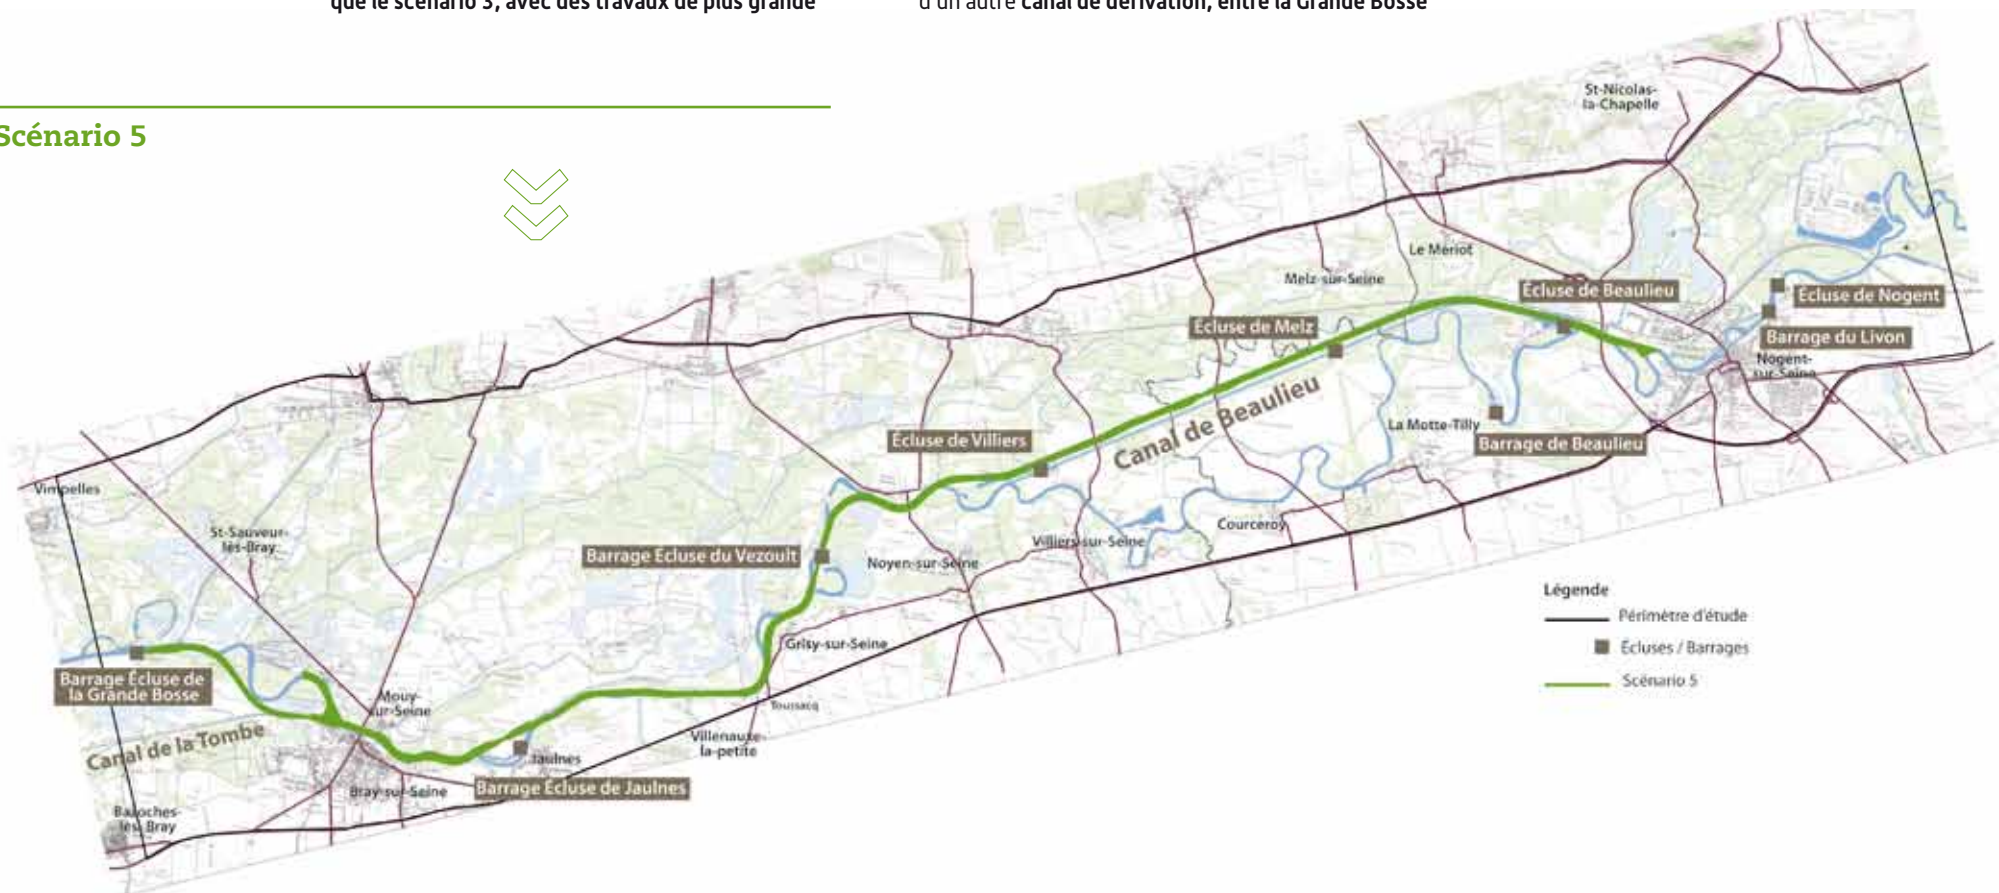 que le scénario 3, avec des travaux de plus grande
d'un autre canal de dérivation, entre la Grande Bosse
Scénario 5
St-Nicolas-
la-Chapelle
Le Mériot
Melz-sur-Seine
Écluse de Beaulieu
Écluse de Nogent
Écluse de Melz
Barrage du Livon
Nogent-
sur-Seine
Canal de Beaulieu
La Motte-Tilly
Écluse de Villiers
Barrage de Beaulieu
Vimpelles
St-Sauveur-
lès-Bray
Courceroy
Villiers-sur-Seine
Barrage Écluse du Vezoult
Noyen-sur-Seine
Légende
Périmètre d'étude
Écluses / Barrages
Scénario 5
Grisy-sur-Seine
Barrage Écluse de
la Grande Bosse
Mouy-
sur-Seine
Toussacq
Canal de la Tombe
Villenauxe-
la-petite
Jaulnes
Barrage Écluse de Jaulnes
Bray-sur-Seine
Bazoches-
lès-Bray